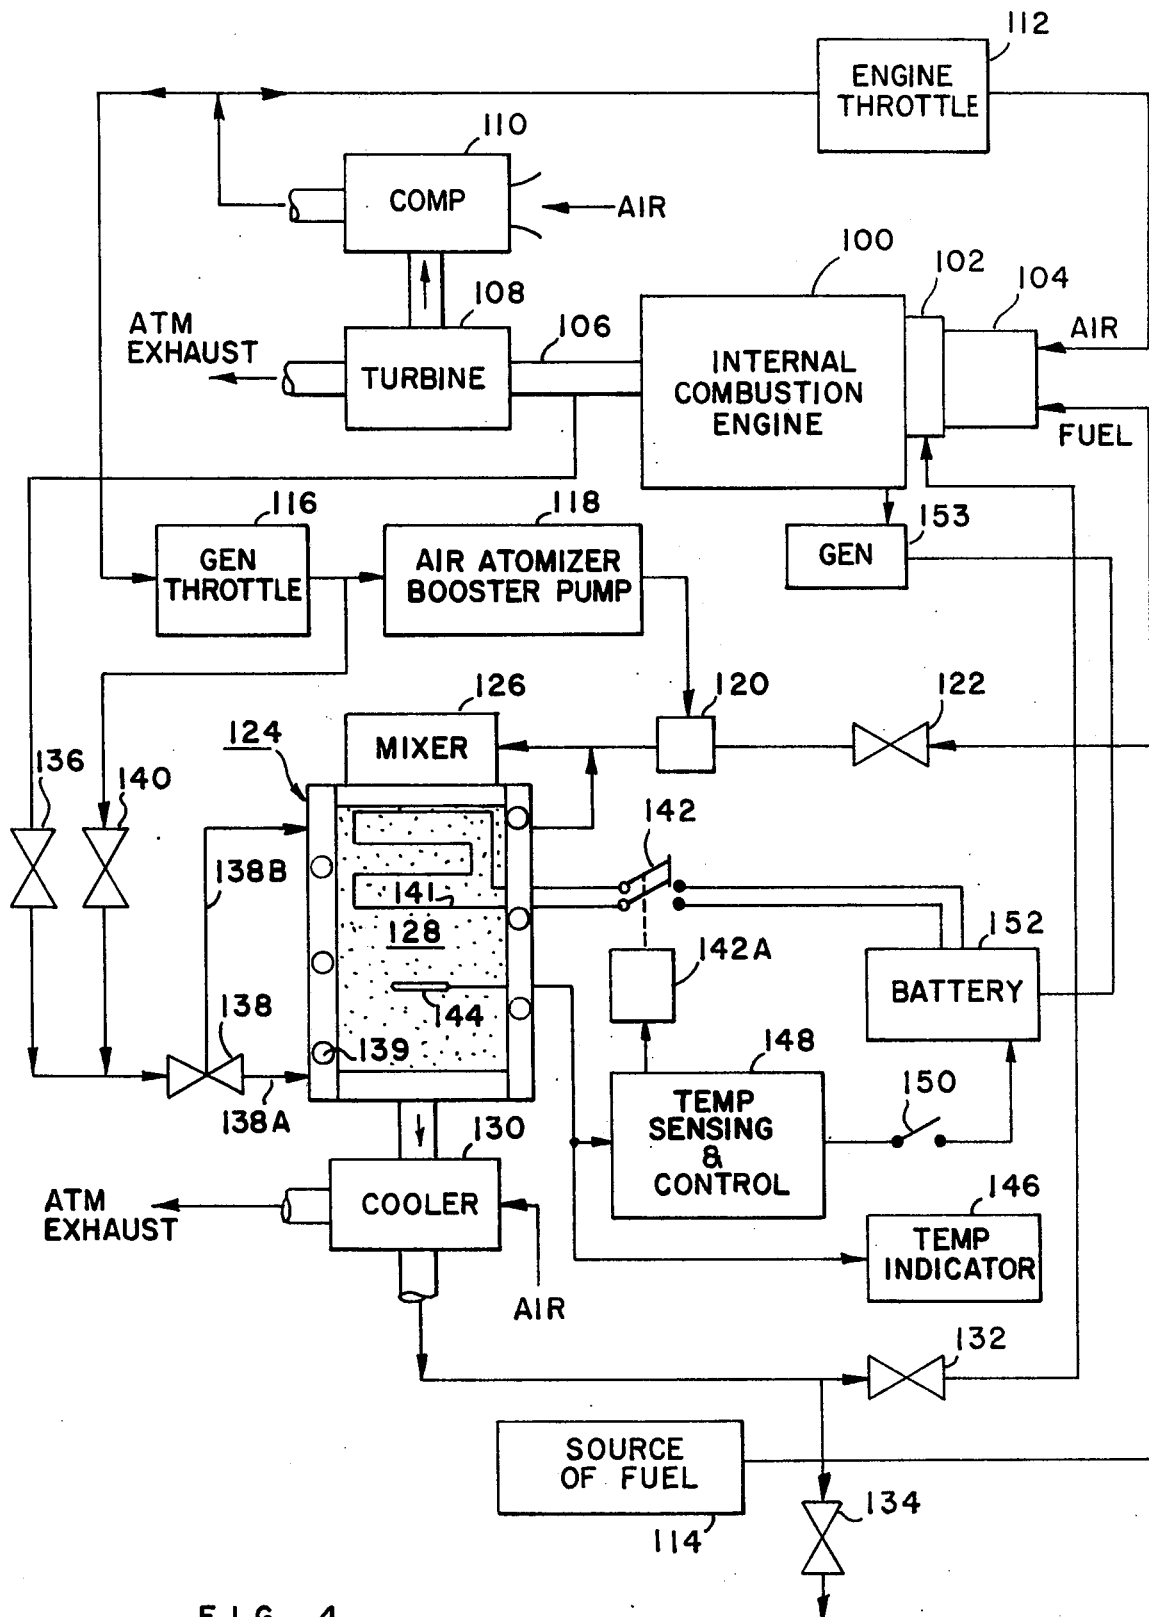 112
ENGINE
THROTTLE
110
COMP
AIR
100
102
104
108
106
ATM
EXHAUST
TURBINE
INTERNAL
COMBUSTION
ENGINE
AIR
FUEL
116
118
153
GEN
THROTTLE
AIR ATOMIZER
BOOSTER PUMP
GEN
126
120
122
124
MIXER
136
140
142
138B
141
128
142A
152
BATTERY
144
138
139
148
150
138A
130
TEMP
SENSING
&
CONTROL
ATM
EXHAUST
COOLER
146
TEMP
INDICATOR
AIR
132
SOURCE
OF FUEL
134
114
FIG. 4